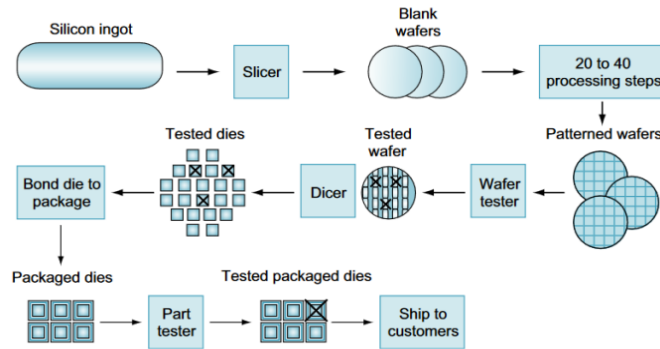 Silicon ingot
Slicer
Blank
wafers
20 to 40
processing steps
Patterned wafers
Wafer
tester
Tested
wafer
Dicer
Tested dies
Bond die to
package
Packaged dies
Part
tester
Tested packaged dies
Ship to
customers